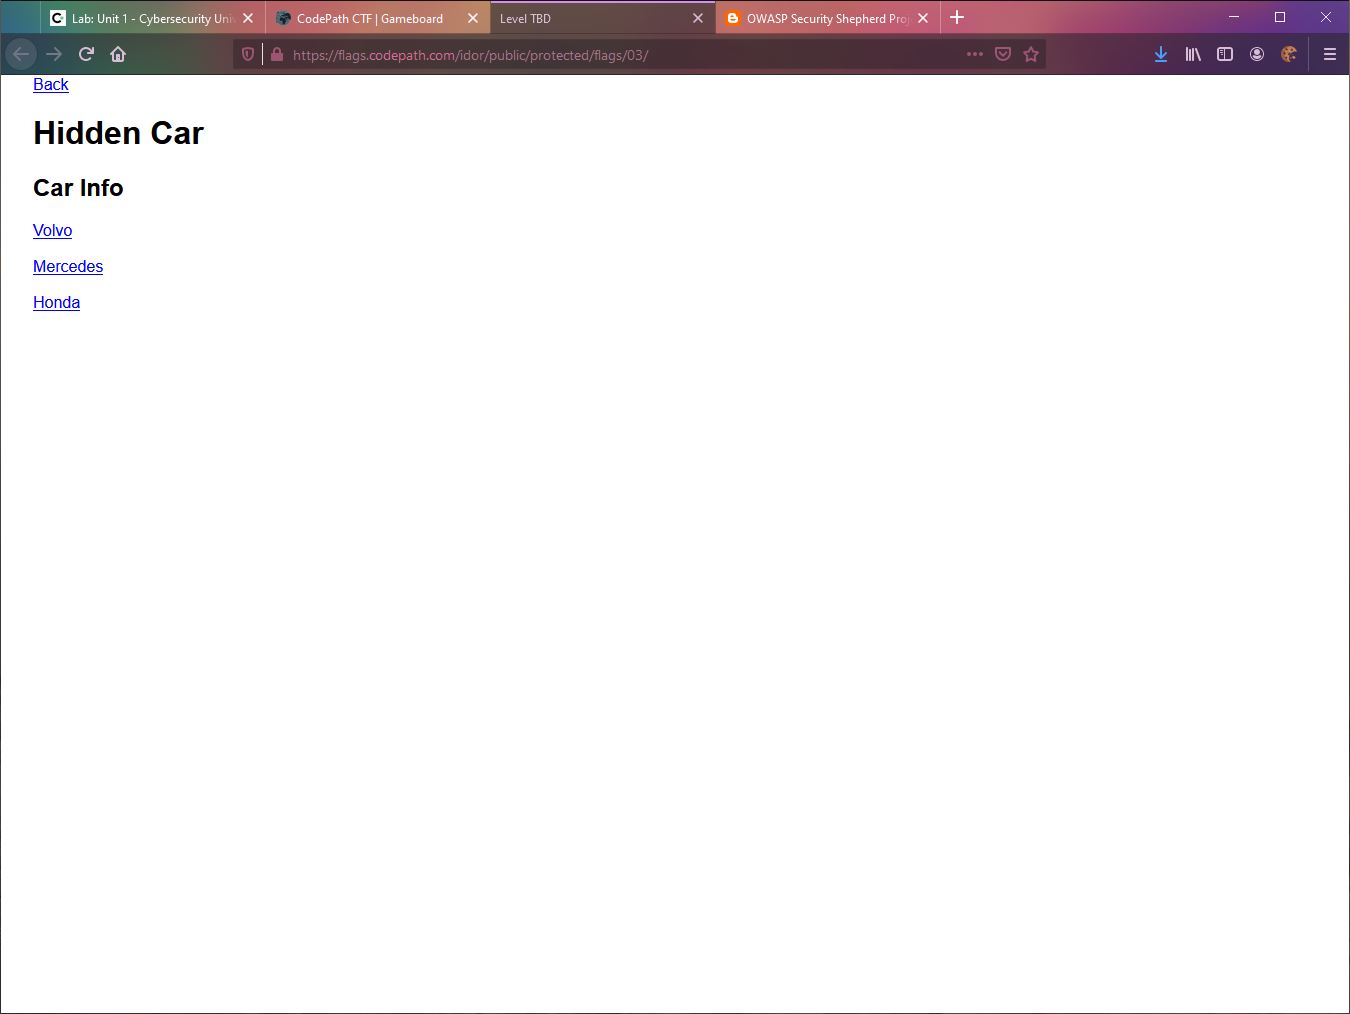 Lab: Unit 1 - Cybersecurity Uni
CodePath CTF | Gameboard
Level TBD
OWASP Security Shepherd Pro
https://flags.codepath.com/idor/public/protected/flags/03/
Back
Hidden Car
Car Info
Volvo
Mercedes
Honda